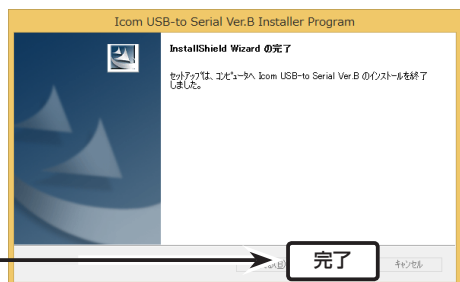 Icom USB-to Serial Ver.B Installer Program
InstallShield Wizard の完了
セットアップは、コンピュータへ Icom USB-to Serial Ver.B のインストールを終了
しました。
完了
キャンセル